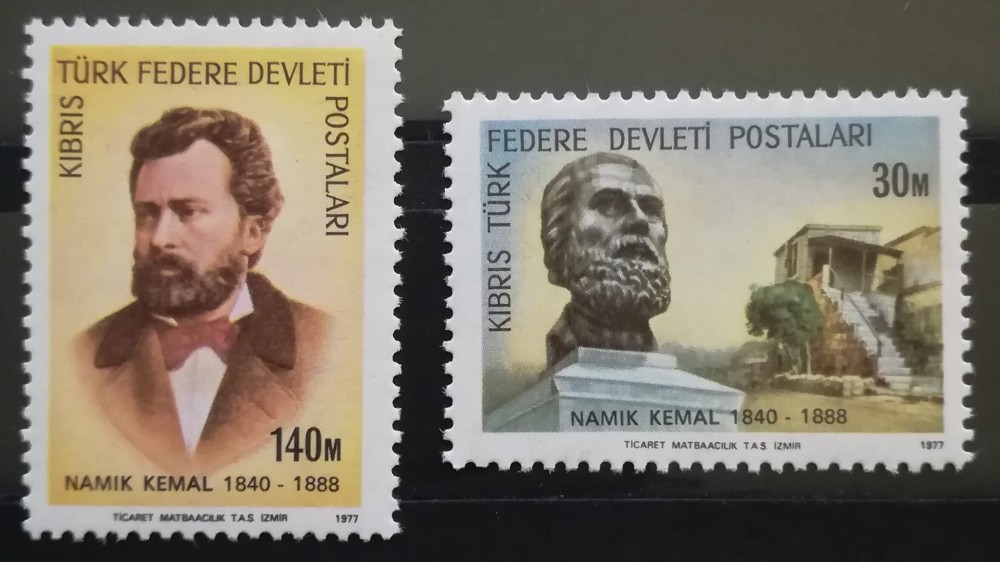 KIBRIS
TÜRK FEDERE DEVLETİ
POSTALARI
140M
NAMIK KEMAL 1840 - 1888
TİCARET MATBAACILIK T.A.Ş İZMİR 1977
KIBRIS TÜRK
FEDERE DEVLETİ POSTALARI
30M
NAMIK KEMAL 1840 - 1888
TİCARET MATBAACILIK T.A.Ş İZMİR 1977